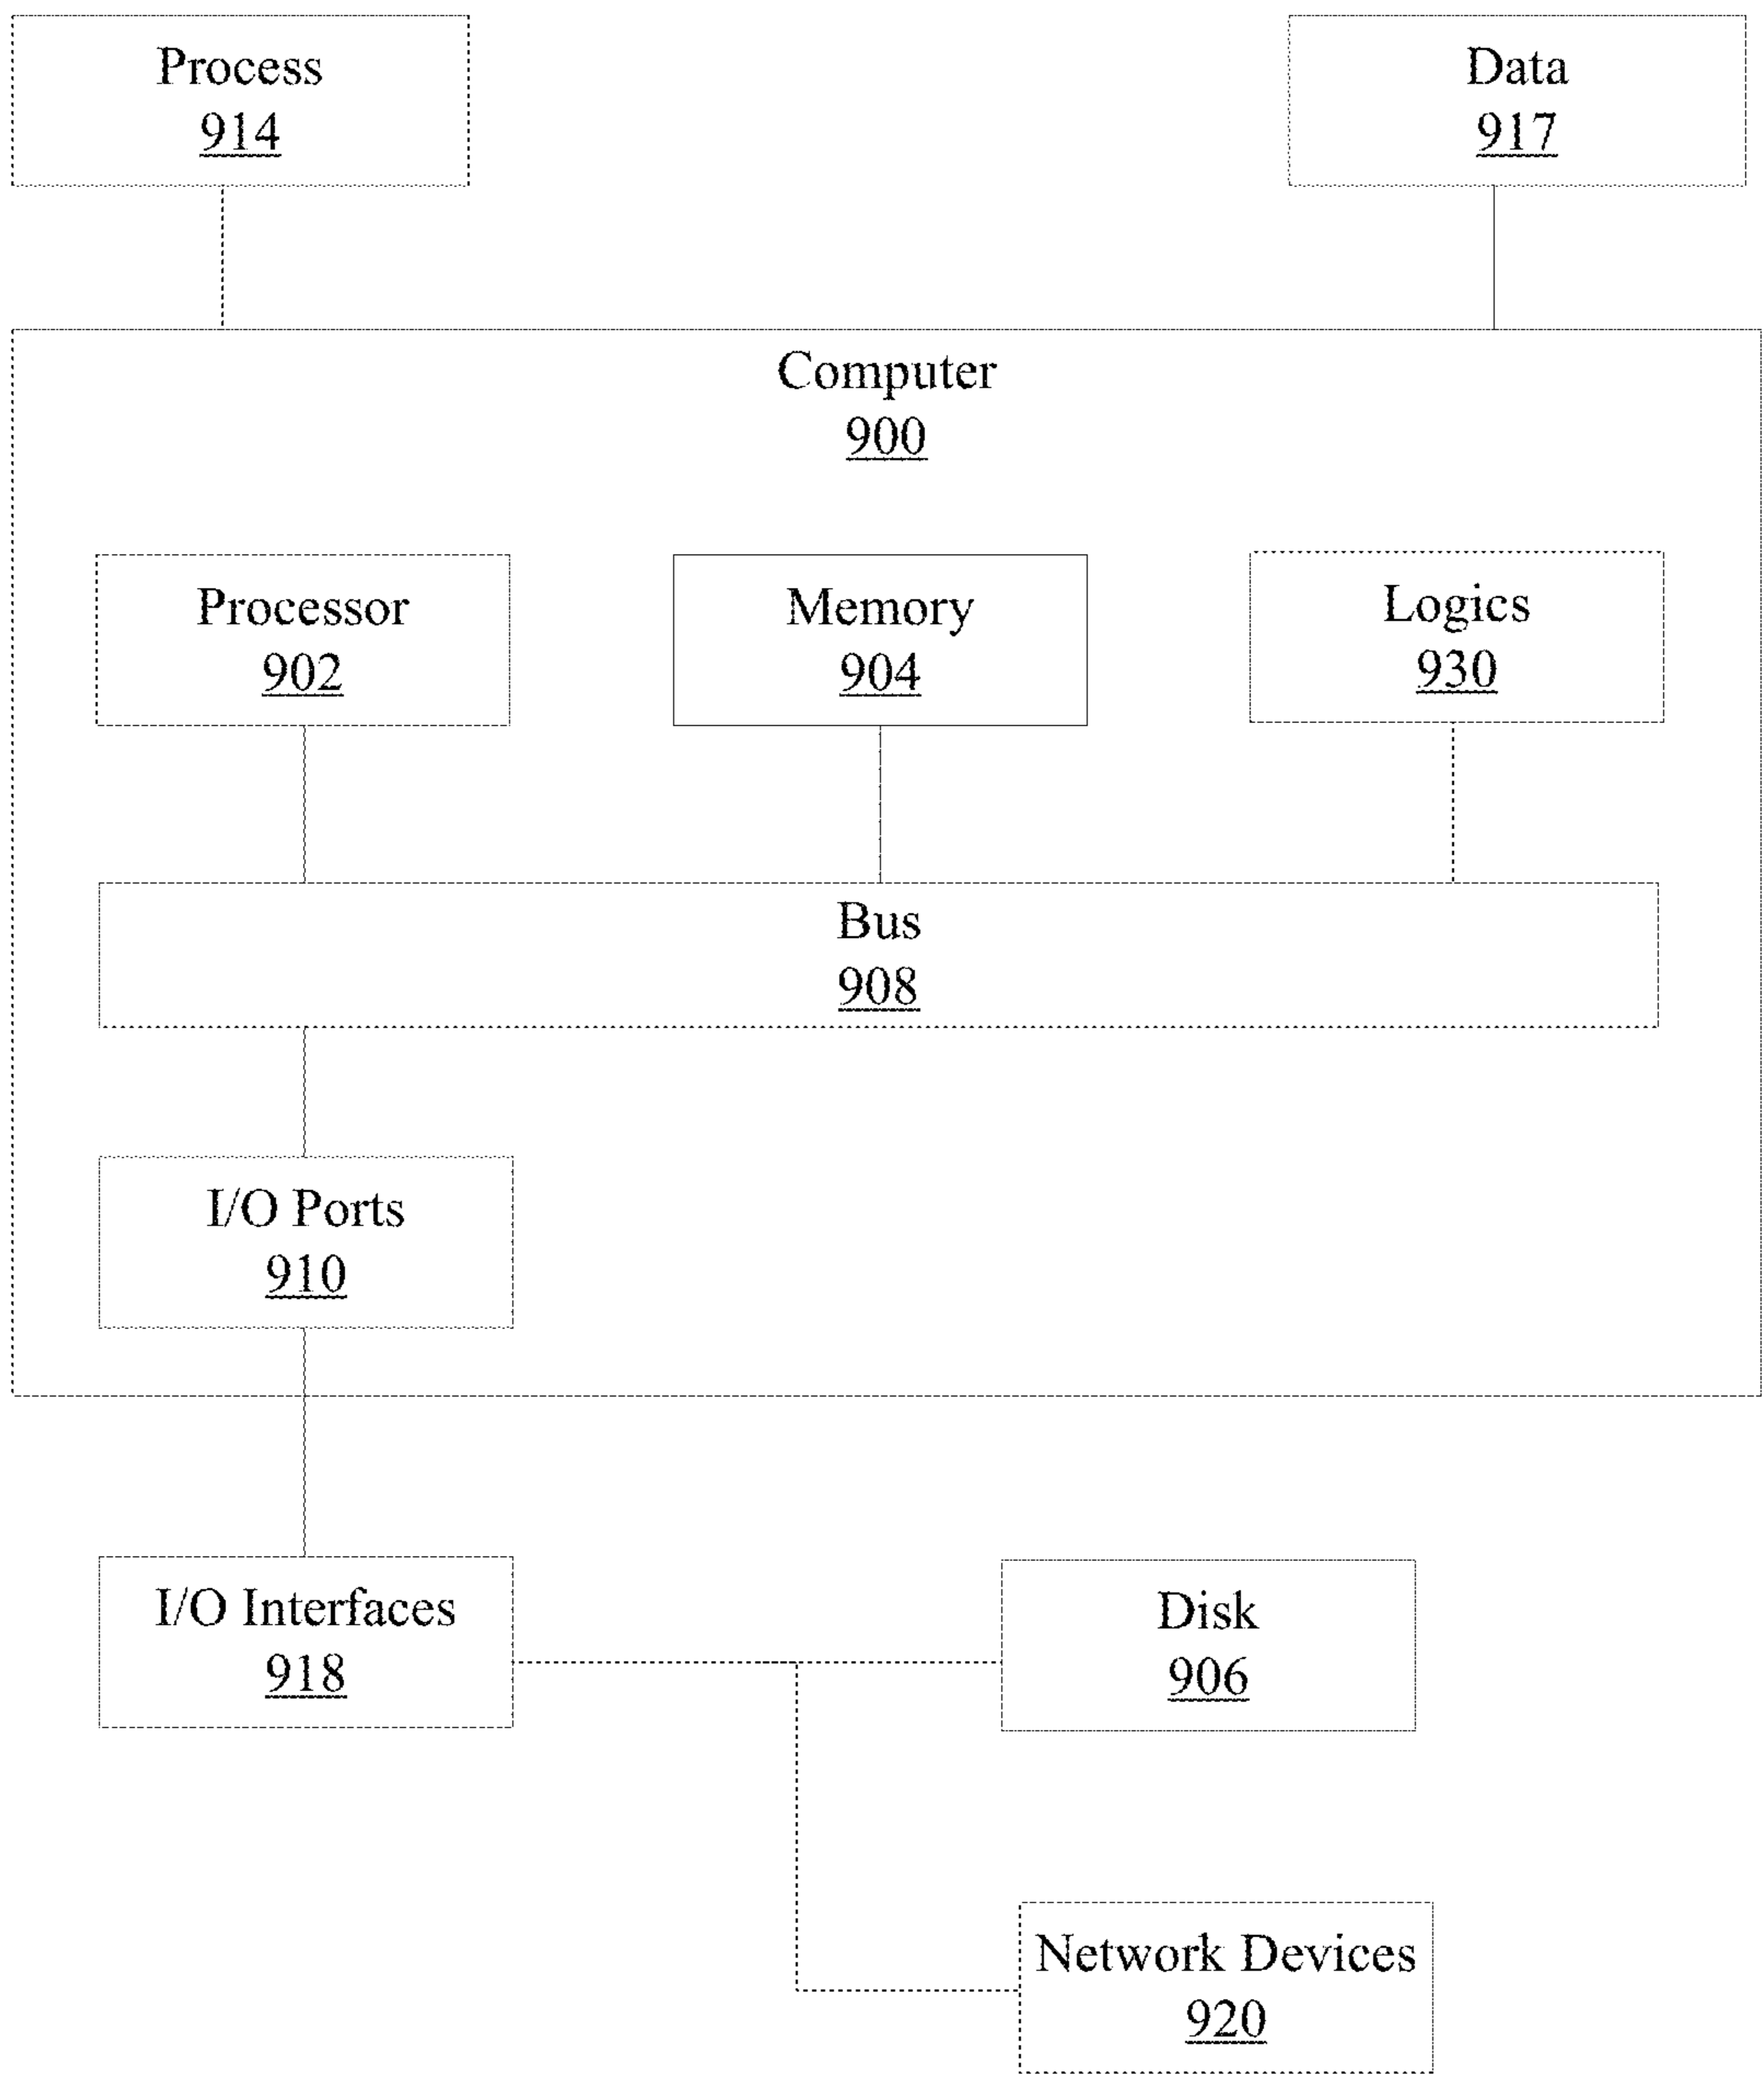 Process
914
Data
917
Computer
900
Processor
902
Memory
904
Logics
930
Bus
908
I/O Ports
910
I/O Interfaces
918
Disk
906
Network Devices
920